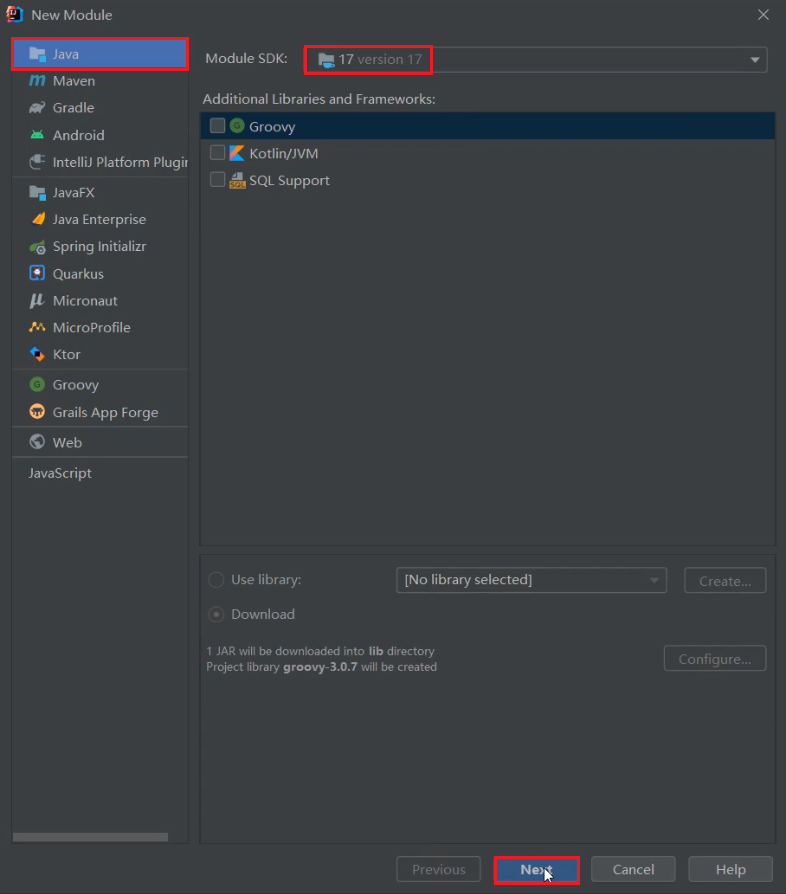 New Module
Java
Maven
Gradle
Android
IntelliJ Platform Plugin
JavaFX
Java Enterprise
Spring Initializr
Quarkus
Micronaut
MicroProfile
Ktor
Groovy
Grails App Forge
Web
JavaScript
Module SDK: 17 version 17
Additional Libraries and Frameworks:
Groovy
Kotlin/JVM
SQL Support
Use library: [No library selected] Create...
Download
1 JAR will be downloaded into lib directory
Project library groovy-3.0.7 will be created
Configure...
Previous Next Cancel Help